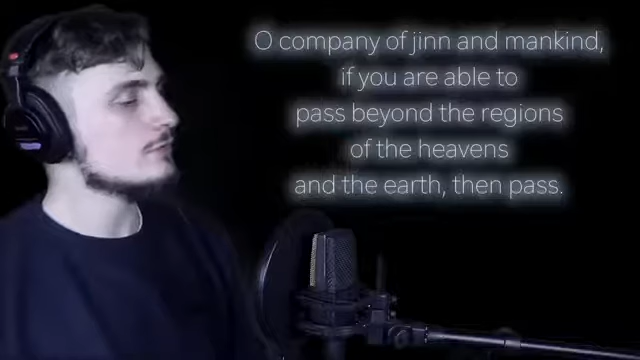 O company of jinn and mankind,
if you are able to
pass beyond the regions
of the heavens
and the earth, then pass.